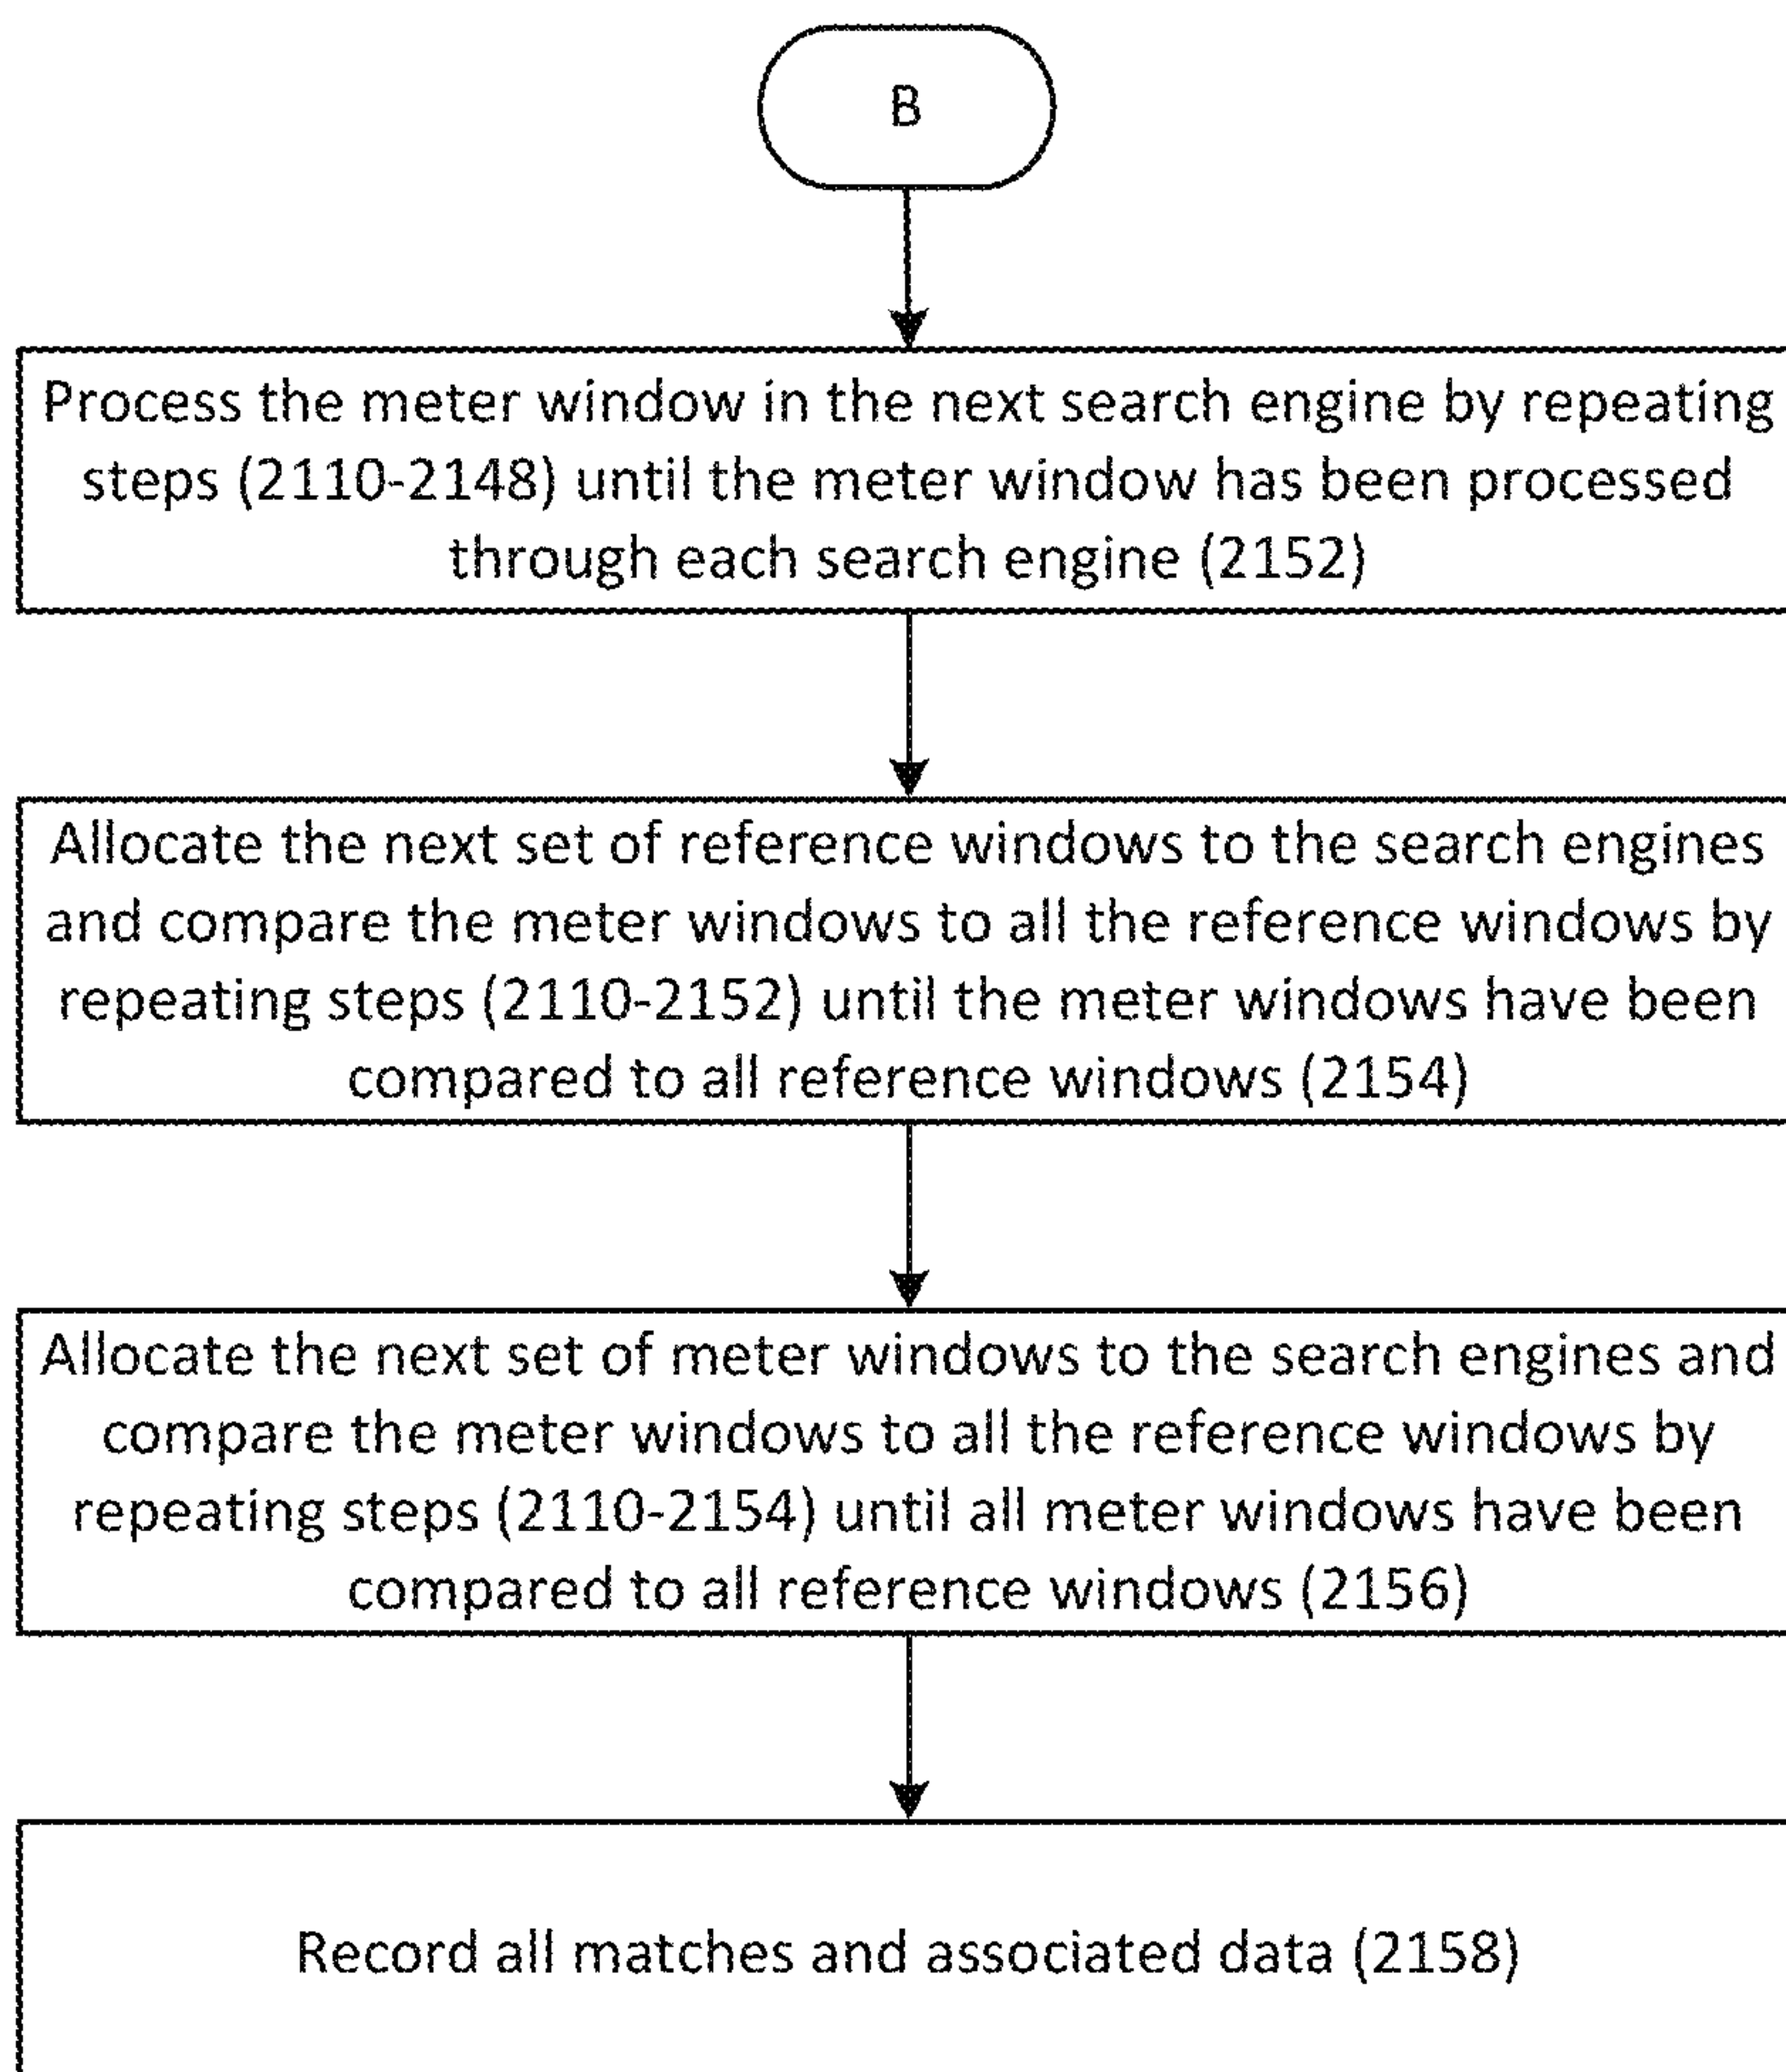 B
Process the meter window in the next search engine by repeating
steps (2110-2148) until the meter window has been processed
through each search engine (2152)
Allocate the next set of reference windows to the search engines
and compare the meter windows to all the reference windows by
repeating steps (2110-2152) until the meter windows have been
compared to all reference windows (2154)
Allocate the next set of meter windows to the search engines and
compare the meter windows to all the reference windows by
repeating steps (2110-2154) until all meter windows have been
compared to all reference windows (2156)
Record all matches and associated data (2158)